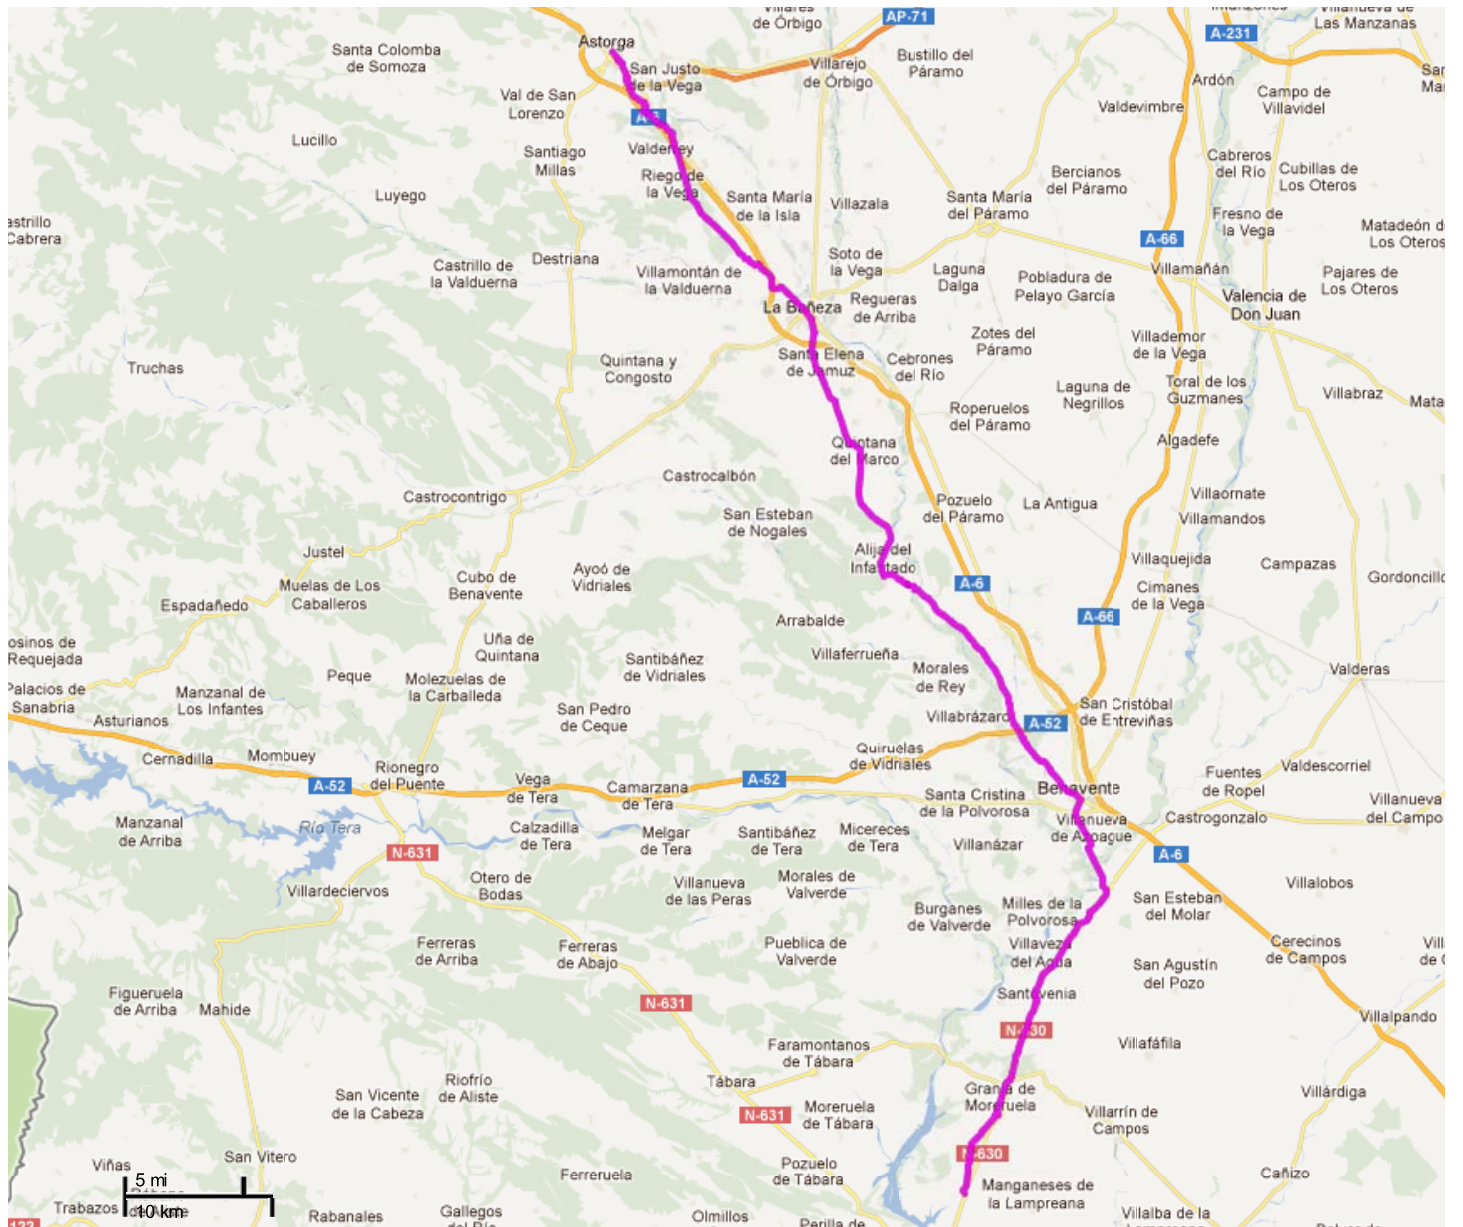 Villares
de Órbigo
AP-71
Villanueva de
Las Manzanas
A-231
Astorga
Santa Colomba
de Somoza
San Justo
de la Vega
Villarejo
de Órbigo
Bustillo del
Páramo
Ardón
Campo de
Villavidel
Val de San
Lorenzo
Valdevimbre
Lucillo
Valderrey
Santiago
Millas
Riego de
la Vega
Cabreros
del Río
Cubillas de
Los Oteros
Bercianos
del Páramo
Luyego
Santa María
de la Isla
Villazala
Santa María
del Páramo
Fresno de
la Vega
Matadeón d
Los Oteros
astrillo
Cabrera
A-66
Castrillo de
la Valduerna
Destriana
Villamontán de
la Valduerna
Soto de
la Vega
Laguna
Dalga
Pobladura de
Pelayo García
Villamañán
Pajares de
Los Oteros
La Bañeza
Regueras
de Arriba
Valencia de
Don Juan
Zotes del
Páramo
Villademor
de la Vega
Truchas
Quintana y
Congosto
Santa Elena
de Jamuz
Cebrones
del Río
Laguna de
Negrillos
Toral de los
Guzmanes
Villabraz
Mata
Roperuelos
del Páramo
Quintana
del Marco
Algadefe
Castrocalbón
Castrocontrigo
Pozuelo
del Páramo
La Antigua
Villaornate
Villamandos
San Esteban
de Nogales
Justel
Alija del
Infantado
Villaquejida
Campazas
Gordoncillo
Muelas de Los
Caballeros
Cubo de
Benavente
Ayoó de
Vidriales
A-6
Cimanes
de la Vega
Espadañedo
A-66
Arrabalde
osinos de
Requejada
Uña de
Quintana
Santibáñez
de Vidriales
Villaferrueña
Morales
de Rey
Valderas
Palacios de
Sanabria
Manzanal de
Los Infantes
Peque
Molezuelas de
la Carballeda
San Pedro
de Ceque
Villabrázaro
A-52
San Cristóbal
de Entreviñas
Asturianos
Cernadilla
Mombuey
Rionegro
del Puente
A-52
Vega
de Tera
Camarzana
de Tera
A-52
Quiruelas
de Vidriales
Benavente
Fuentes
de Ropel
Valdescorriel
Santa Cristina
de la Polvorosa
Villanueva
de Azoague
Castrogonzalo
Villanueva
del Campo
Manzanal
de Arriba
Río Tera
Calzadilla
de Tera
Melgar
de Tera
Santibáñez
de Tera
Micereces
de Tera
Villanázar
A-6
N-631
Villardeciervos
Otero de
Bodas
Villanueva
de las Peras
Morales de
Valverde
Burganes
de Valverde
Milles de la
Polvorosa
San Esteban
del Molar
Villalobos
Ferreras
de Arriba
Ferreras
de Abajo
Pueblica de
Valverde
Villaveza
del Agua
San Agustín
del Pozo
Cerecinos
de Campos
Figueruela
de Arriba
Mahide
N-631
Santovenia
N-630
Villalpando
Villafáfila
Faramontanos
de Tábara
San Vicente
de la Cabeza
Riofrío
de Aliste
Tábara
N-631
Moreruela
de Tábara
Granja de
Moreruela
Villarrín de
Campos
Villárdiga
Viñas
San Vitero
Ferreruela
Pozuelo
de Tábara
N-630
Manganeses de
la Lampreana
Cañizo
5 mi
10 km
Trabazos
Rabanales
Gallegos
Olmillos
Perilla de
Villalba de la